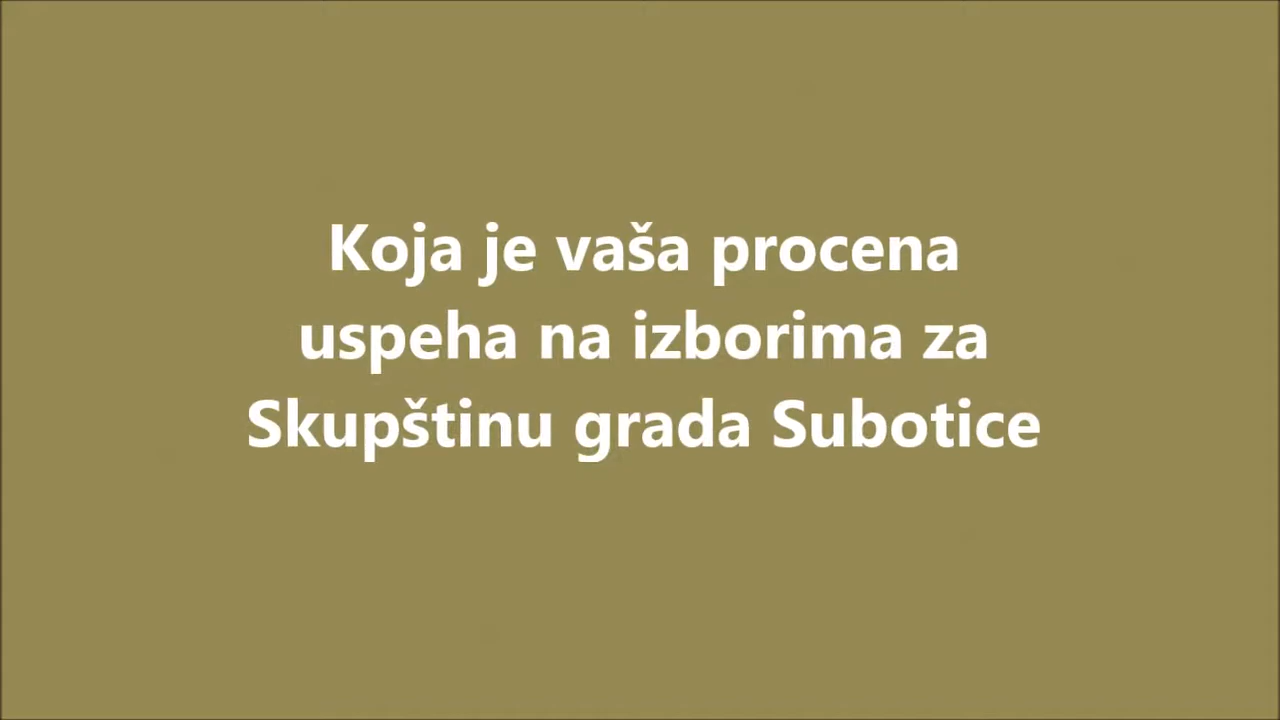 Koja je vaša procena
uspeha na izborima za
Skupštinu grada Subotice